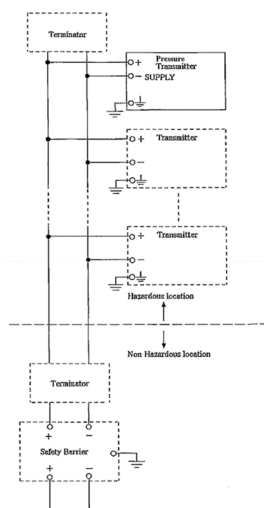 Terminator
Pressure
Transmitter
+
− SUPPLY
+ Transmitter
−
+ Transmitter
−
Hazardous location
Non Hazardous location
Terminator
+ −
Safety Barrier
+ −